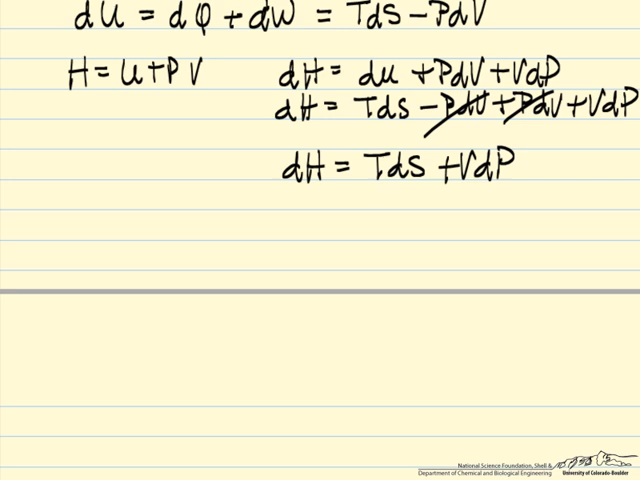 dU = dQ + dW = TdS - PdV
H = U + PV dH = dU + PdV + VdP
dH = TdS - PdV + PdV + VdP
dH = TdS + VdP
National Science Foundation, Shell &
Department of Chemical and Biological Engineering University of Colorado-Boulder